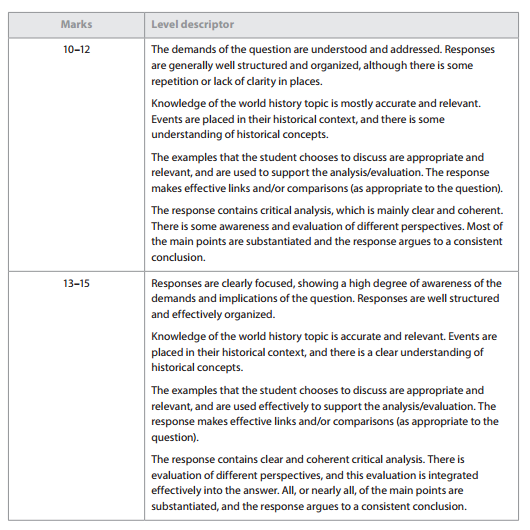 Marks Level descriptor
10–12 The demands of the question are understood and addressed. Responses
are generally well structured and organized, although there is some
repetition or lack of clarity in places.
Knowledge of the world history topic is mostly accurate and relevant.
Events are placed in their historical context, and there is some
understanding of historical concepts.
The examples that the student chooses to discuss are appropriate and
relevant, and are used to support the analysis/evaluation. The response
makes effective links and/or comparisons (as appropriate to the question).
The response contains critical analysis, which is mainly clear and coherent.
There is some awareness and evaluation of different perspectives. Most of
the main points are substantiated and the response argues to a consistent
conclusion.
13–15 Responses are clearly focused, showing a high degree of awareness of the
demands and implications of the question. Responses are well structured
and effectively organized.
Knowledge of the world history topic is accurate and relevant. Events are
placed in their historical context, and there is a clear understanding of
historical concepts.
The examples that the student chooses to discuss are appropriate and
relevant, and are used effectively to support the analysis/evaluation. The
response makes effective links and/or comparisons (as appropriate to the
question).
The response contains clear and coherent critical analysis. There is
evaluation of different perspectives, and this evaluation is integrated
effectively into the answer. All, or nearly all, of the main points are
substantiated, and the response argues to a consistent conclusion.